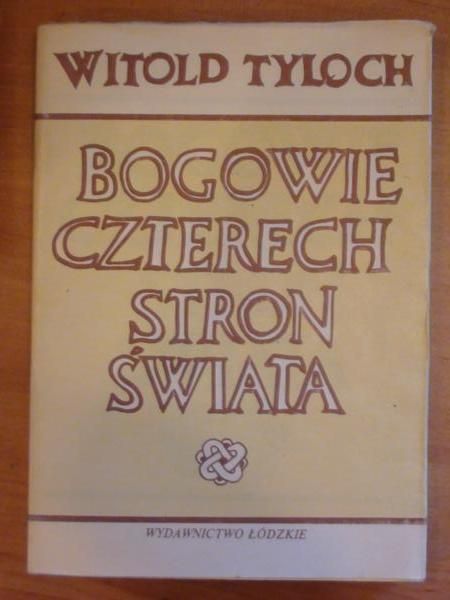 WITOLD TYLOCH
BOGOWIE
CZTERECH
STRON
ŚWIATA
WYDAWNICTWO ŁÓDZKIE